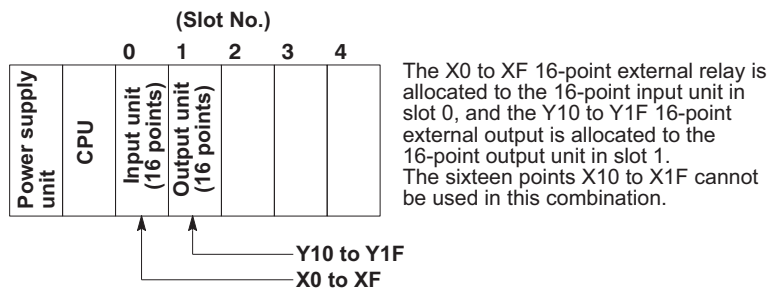 (Slot No.)
0 1 2 3 4
Power supply
unit
CPU
Input unit
(16 points)
Output unit
(16 points)
The X0 to XF 16-point external relay is
allocated to the 16-point input unit in
slot 0, and the Y10 to Y1F 16-point
external output is allocated to the
16-point output unit in slot 1.
The sixteen points X10 to X1F cannot
be used in this combination.
Y10 to Y1F
X0 to XF